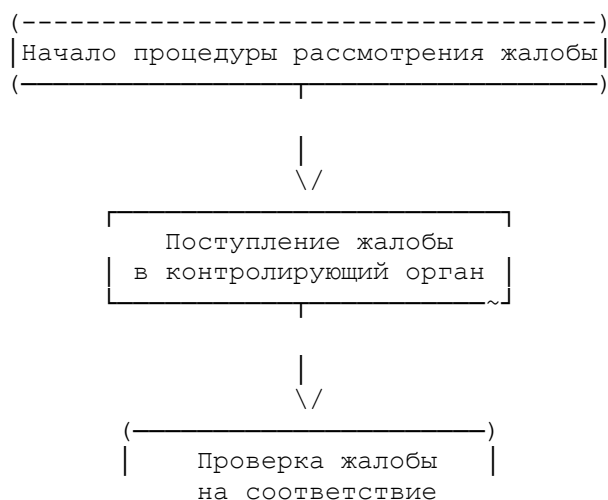 Начало процедуры рассмотрения жалобы
Поступление жалобы
в контролирующий орган
Проверка жалобы
на соответствие